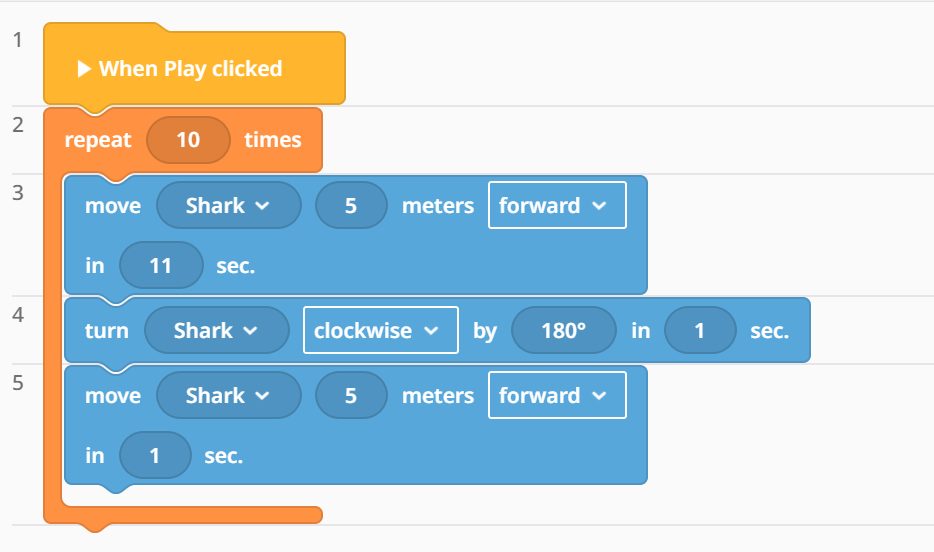 1
When Play clicked
2
repeat 10 times
3
move Shark 5 meters forward
in 11 sec.
4
turn Shark clockwise by 180° in 1 sec.
5
move Shark 5 meters forward
in 1 sec.